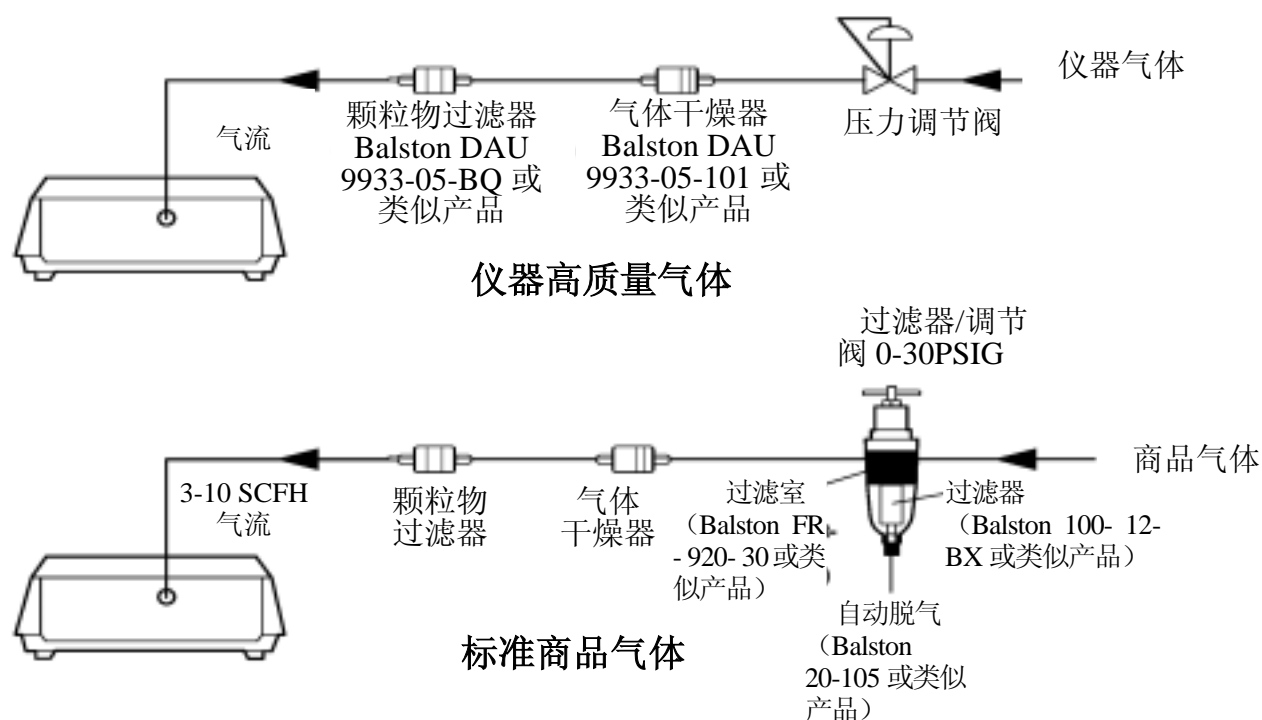 仪器气体
压力调节阀
气体干燥器
Balston DAU
9933-05-101 或
类似产品
颗粒物过滤器
Balston DAU
9933-05-BQ 或
类似产品
气流
仪器高质量气体
过滤器/调节
阀 0-30PSIG
商品气体
过滤室
（Balston FR-
- 920- 30 或类
似产品）
过滤器
（Balston 100- 12-
BX 或类似产品）
自动脱气
（Balston
20-105 或类似
产品）
气体
干燥器
颗粒物
过滤器
3-10 SCFH
气流
标准商品气体